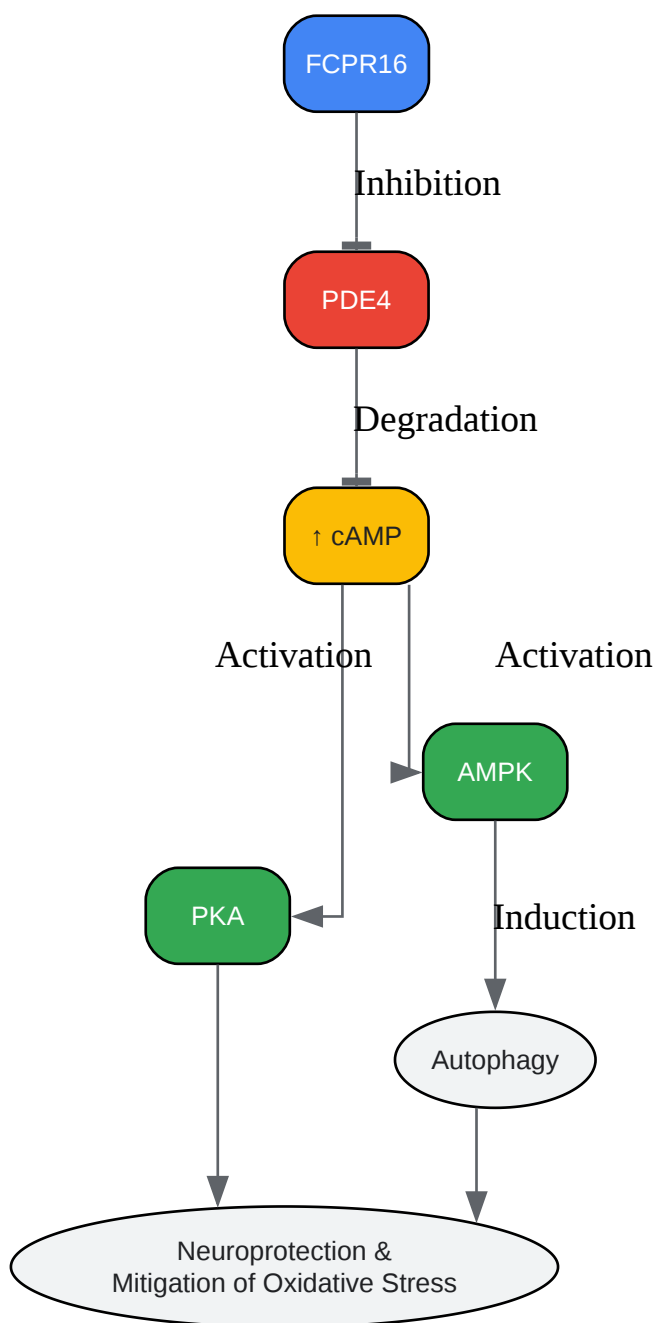 FCPR16
Inhibition
PDE4
Degradation
↑ cAMP
Activation
Activation
AMPK
PKA
Induction
Autophagy
Neuroprotection &
Mitigation of Oxidative Stress